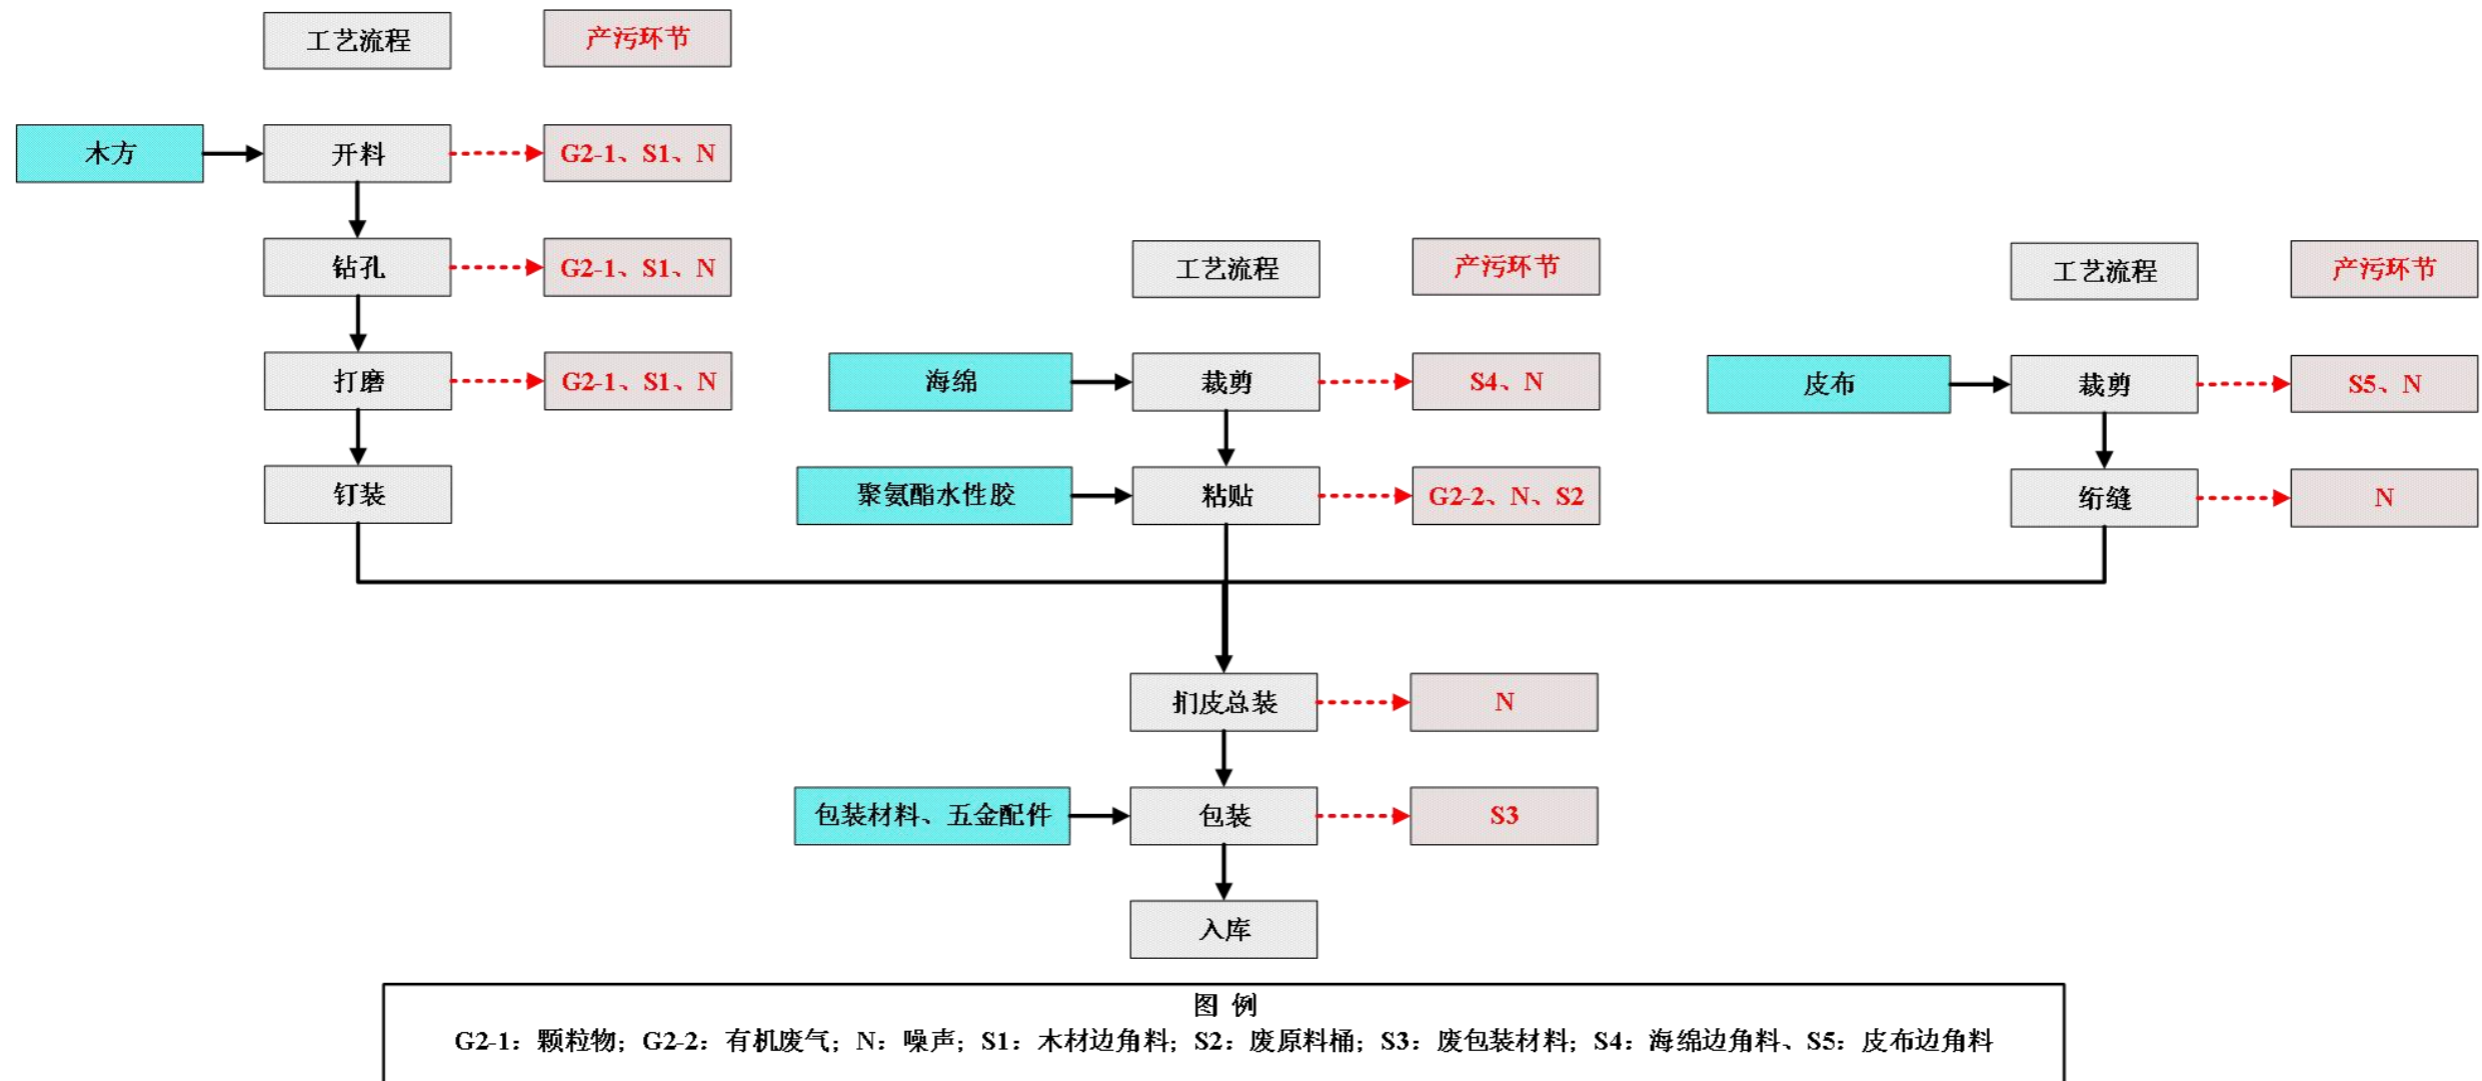 工艺流程 产污环节
木方 开料 G2-1、S1、N
钻孔 G2-1、S1、N
工艺流程 产污环节 工艺流程 产污环节
打磨 G2-1、S1、N 海绵 裁剪 S4、N 皮布 裁剪 S5、N
钉装 聚氨酯水性胶 粘贴 G2-2、N、S2 绗缝 N
扪皮总装 N
包装材料、五金配件 包装 S3
入库
图 例
G2-1：颗粒物；G2-2：有机废气；N：噪声；S1：木材边角料；S2：废原料桶；S3：废包装材料；S4：海绵边角料、S5：皮布边角料